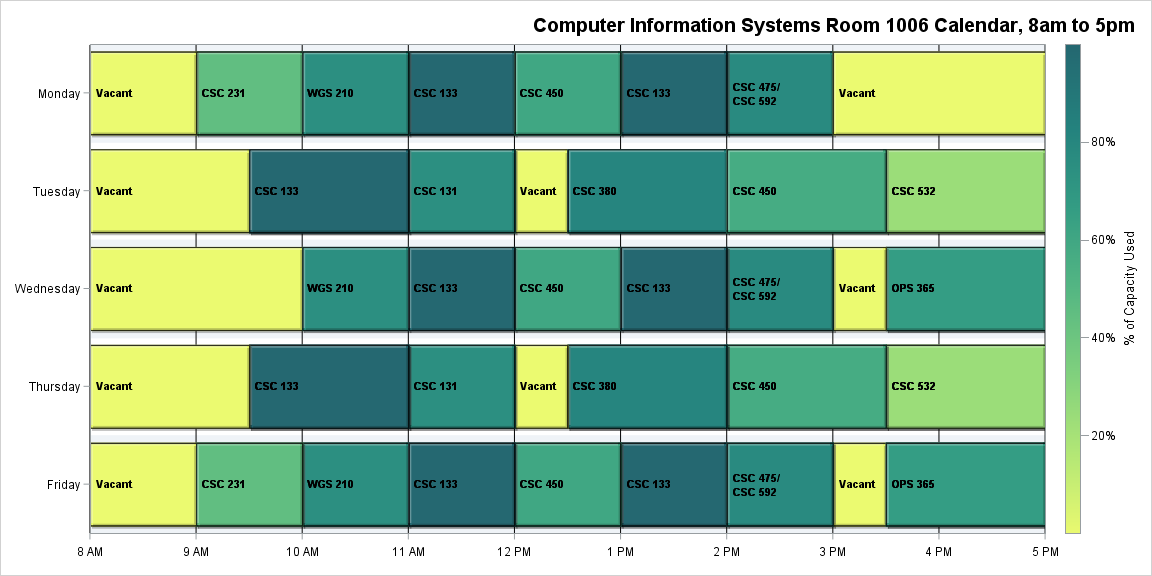 Computer Information Systems Room 1006 Calendar, 8am to 5pm
Monday
Vacant
CSC 231
WGS 210
CSC 133
CSC 450
CSC 133
CSC 475/
CSC 592
Vacant
Tuesday
Vacant
CSC 133
CSC 131
Vacant
CSC 380
CSC 450
CSC 532
Wednesday
Vacant
WGS 210
CSC 133
CSC 450
CSC 133
CSC 475/
CSC 592
Vacant
OPS 365
Thursday
Vacant
CSC 133
CSC 131
Vacant
CSC 380
CSC 450
CSC 532
Friday
Vacant
CSC 231
WGS 210
CSC 133
CSC 450
CSC 133
CSC 475/
CSC 592
Vacant
OPS 365
8 AM
9 AM
10 AM
11 AM
12 PM
1 PM
2 PM
3 PM
4 PM
5 PM
80%
60%
40%
20%
% of Capacity Used